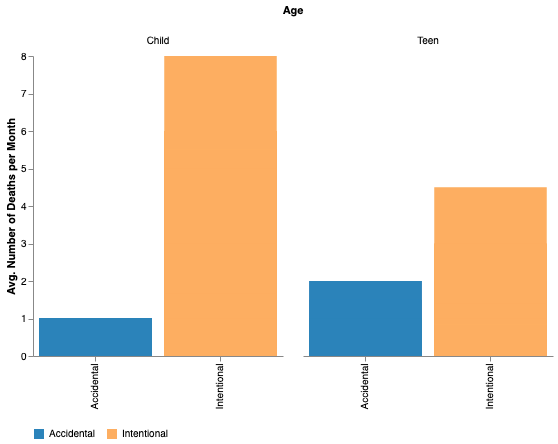 Age
Child
Teen
Avg. Number of Deaths per Month
8
7
6
5
4
3
2
1
0
Accidental
Intentional
Accidental
Intentional
Accidental Intentional